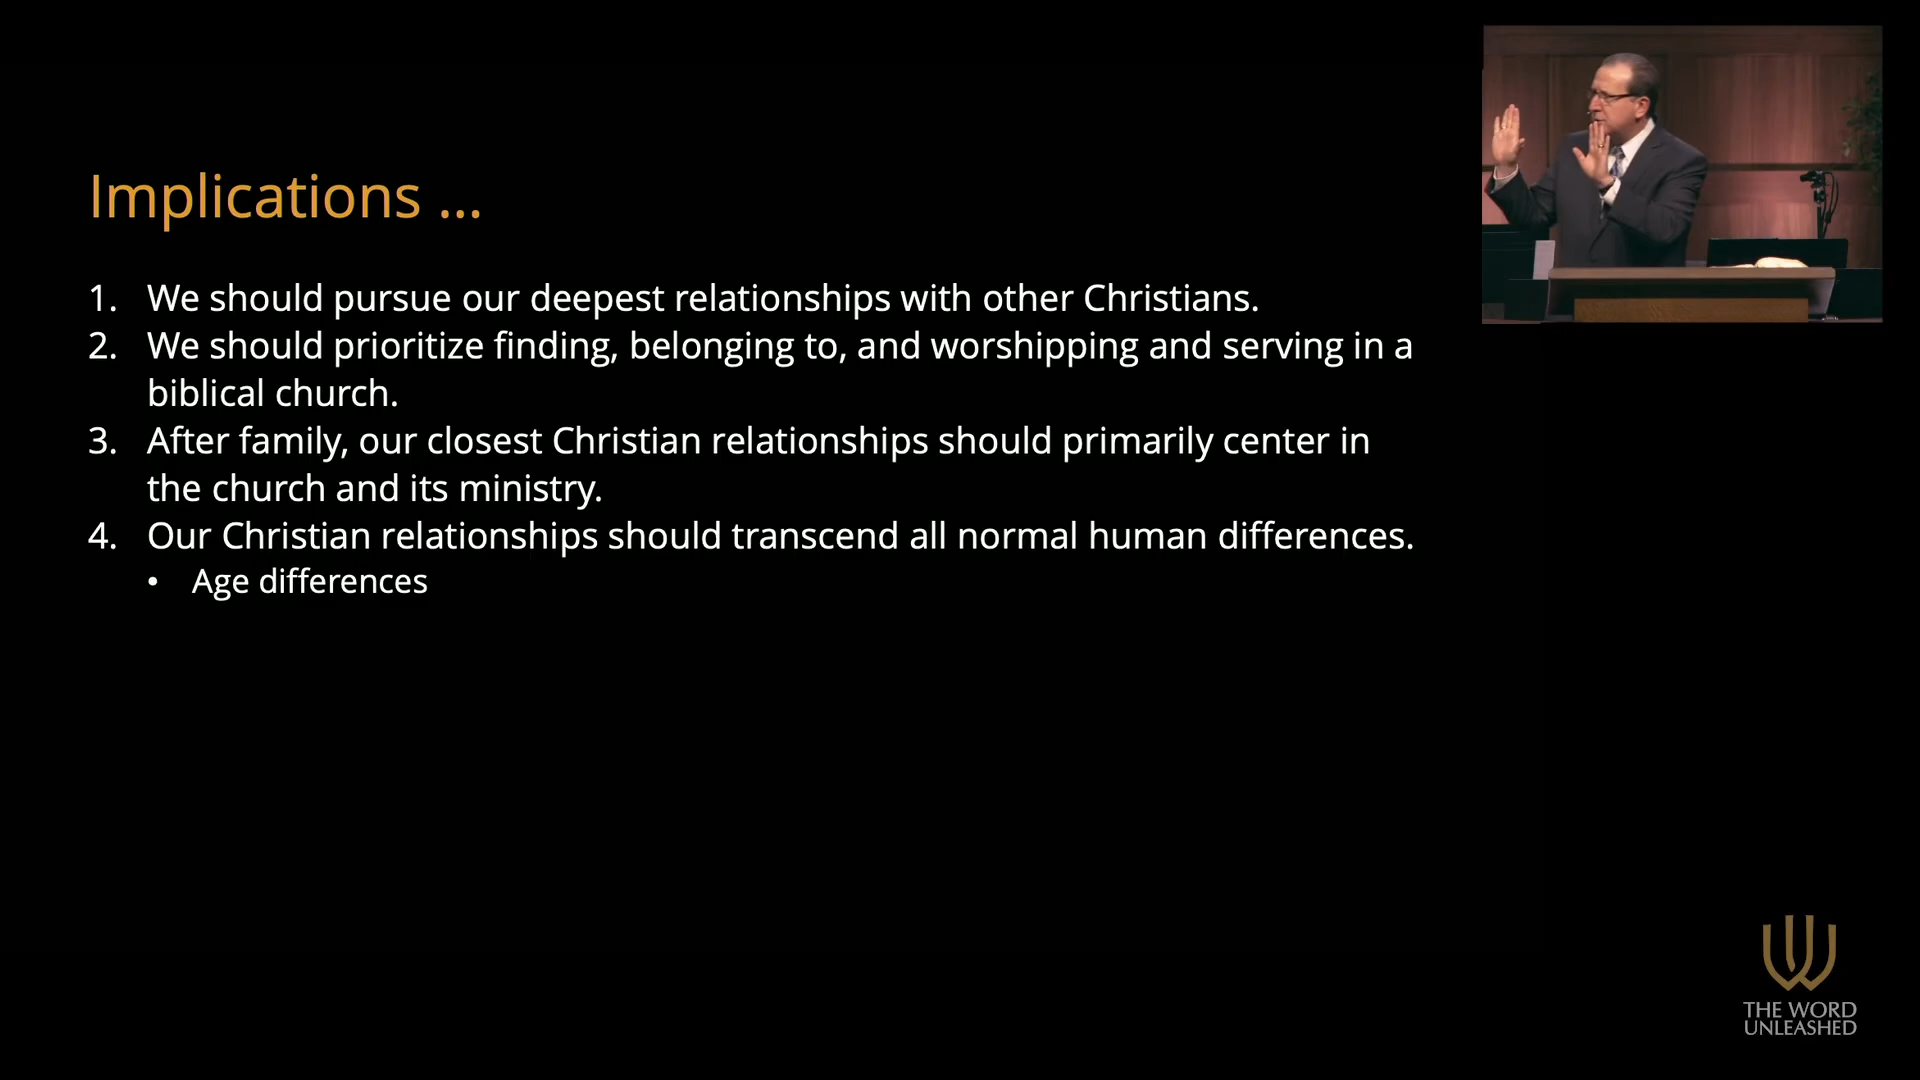 Implications ...
1. We should pursue our deepest relationships with other Christians.
2. We should prioritize finding, belonging to, and worshipping and serving in a
biblical church.
3. After family, our closest Christian relationships should primarily center in
the church and its ministry.
4. Our Christian relationships should transcend all normal human differences.
• Age differences
THE WORD
UNLEASHED